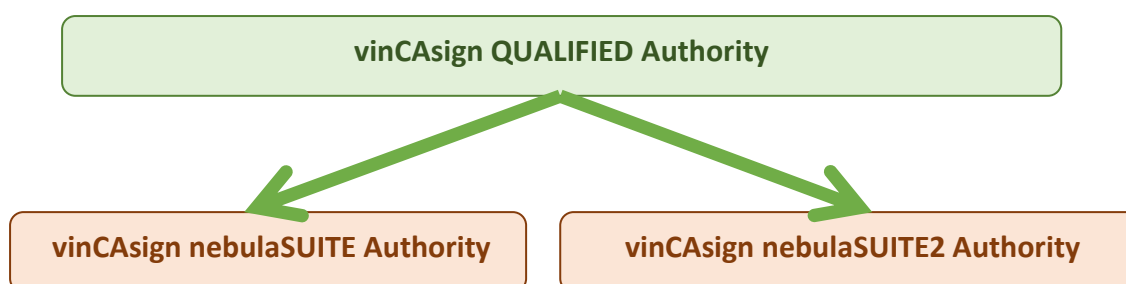 vinCAsign QUALIFIED Authority
vinCAsign nebulaSUITE Authority
vinCAsign nebulaSUITE2 Authority